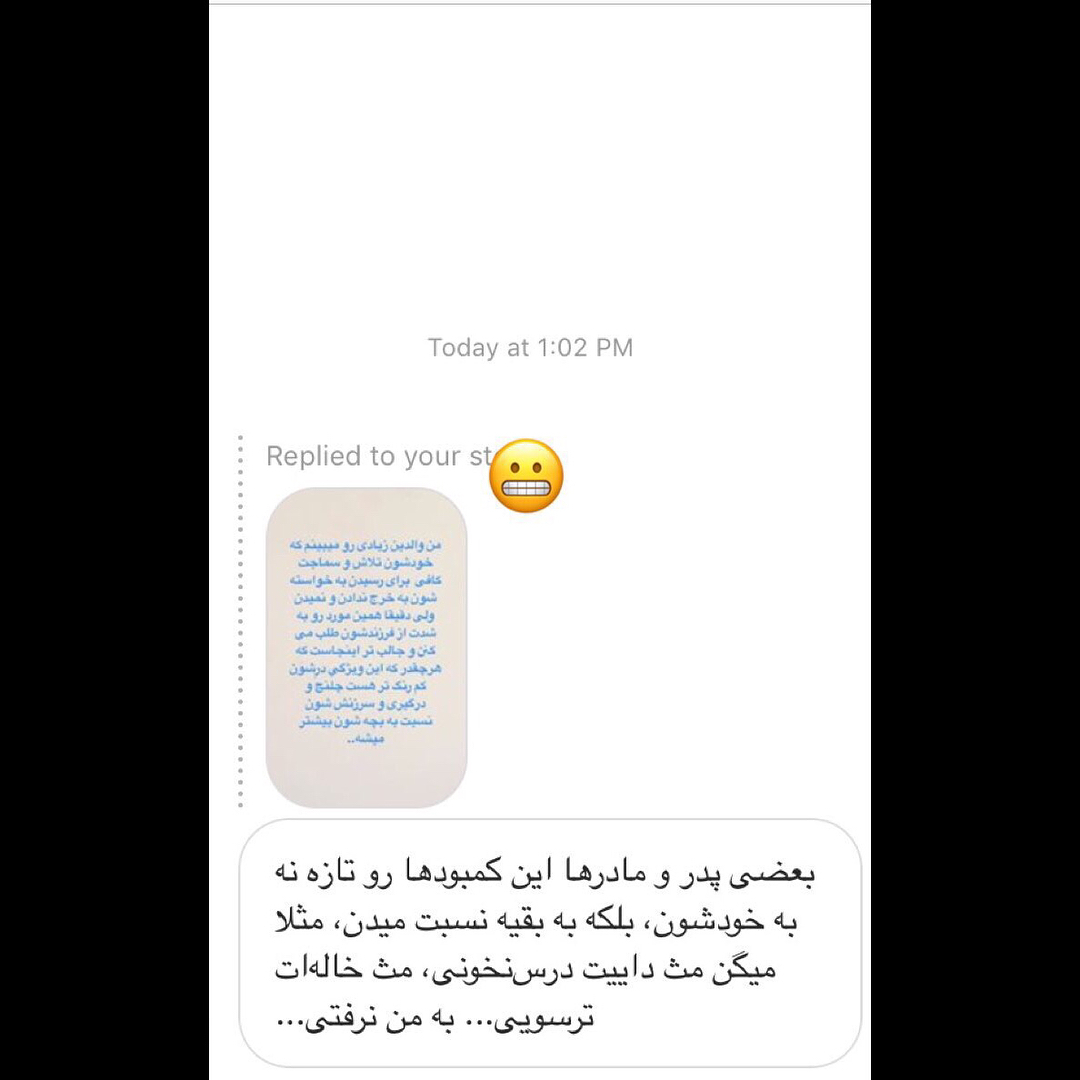 Today at 1:02 PM
Replied to your st
من والدین زیادی رو میبینم که
خودشون تلاش و سماجت
کافی برای رسیدن به خواسته
شون به خرج ندادن و نمیدن
ولی دقیقا همین مورد رو به
شدت از فرزندشون طلب می
کنن و جالب تر اینجاست که
هرچقدر که این ویژگی درشون
کم رنگ تر هست چلنج و
درگیری و سرزنش شون
نسبت به بچه شون بیشتر
میشه..
بعضی پدر و مادرها این کمبودها رو تازه نه
به خودشون، بلکه به بقیه نسبت میدن، مثلا
میگن مث داییت درس‌نخونی، مث خاله‌ات
ترسویی... به من نرفتی...